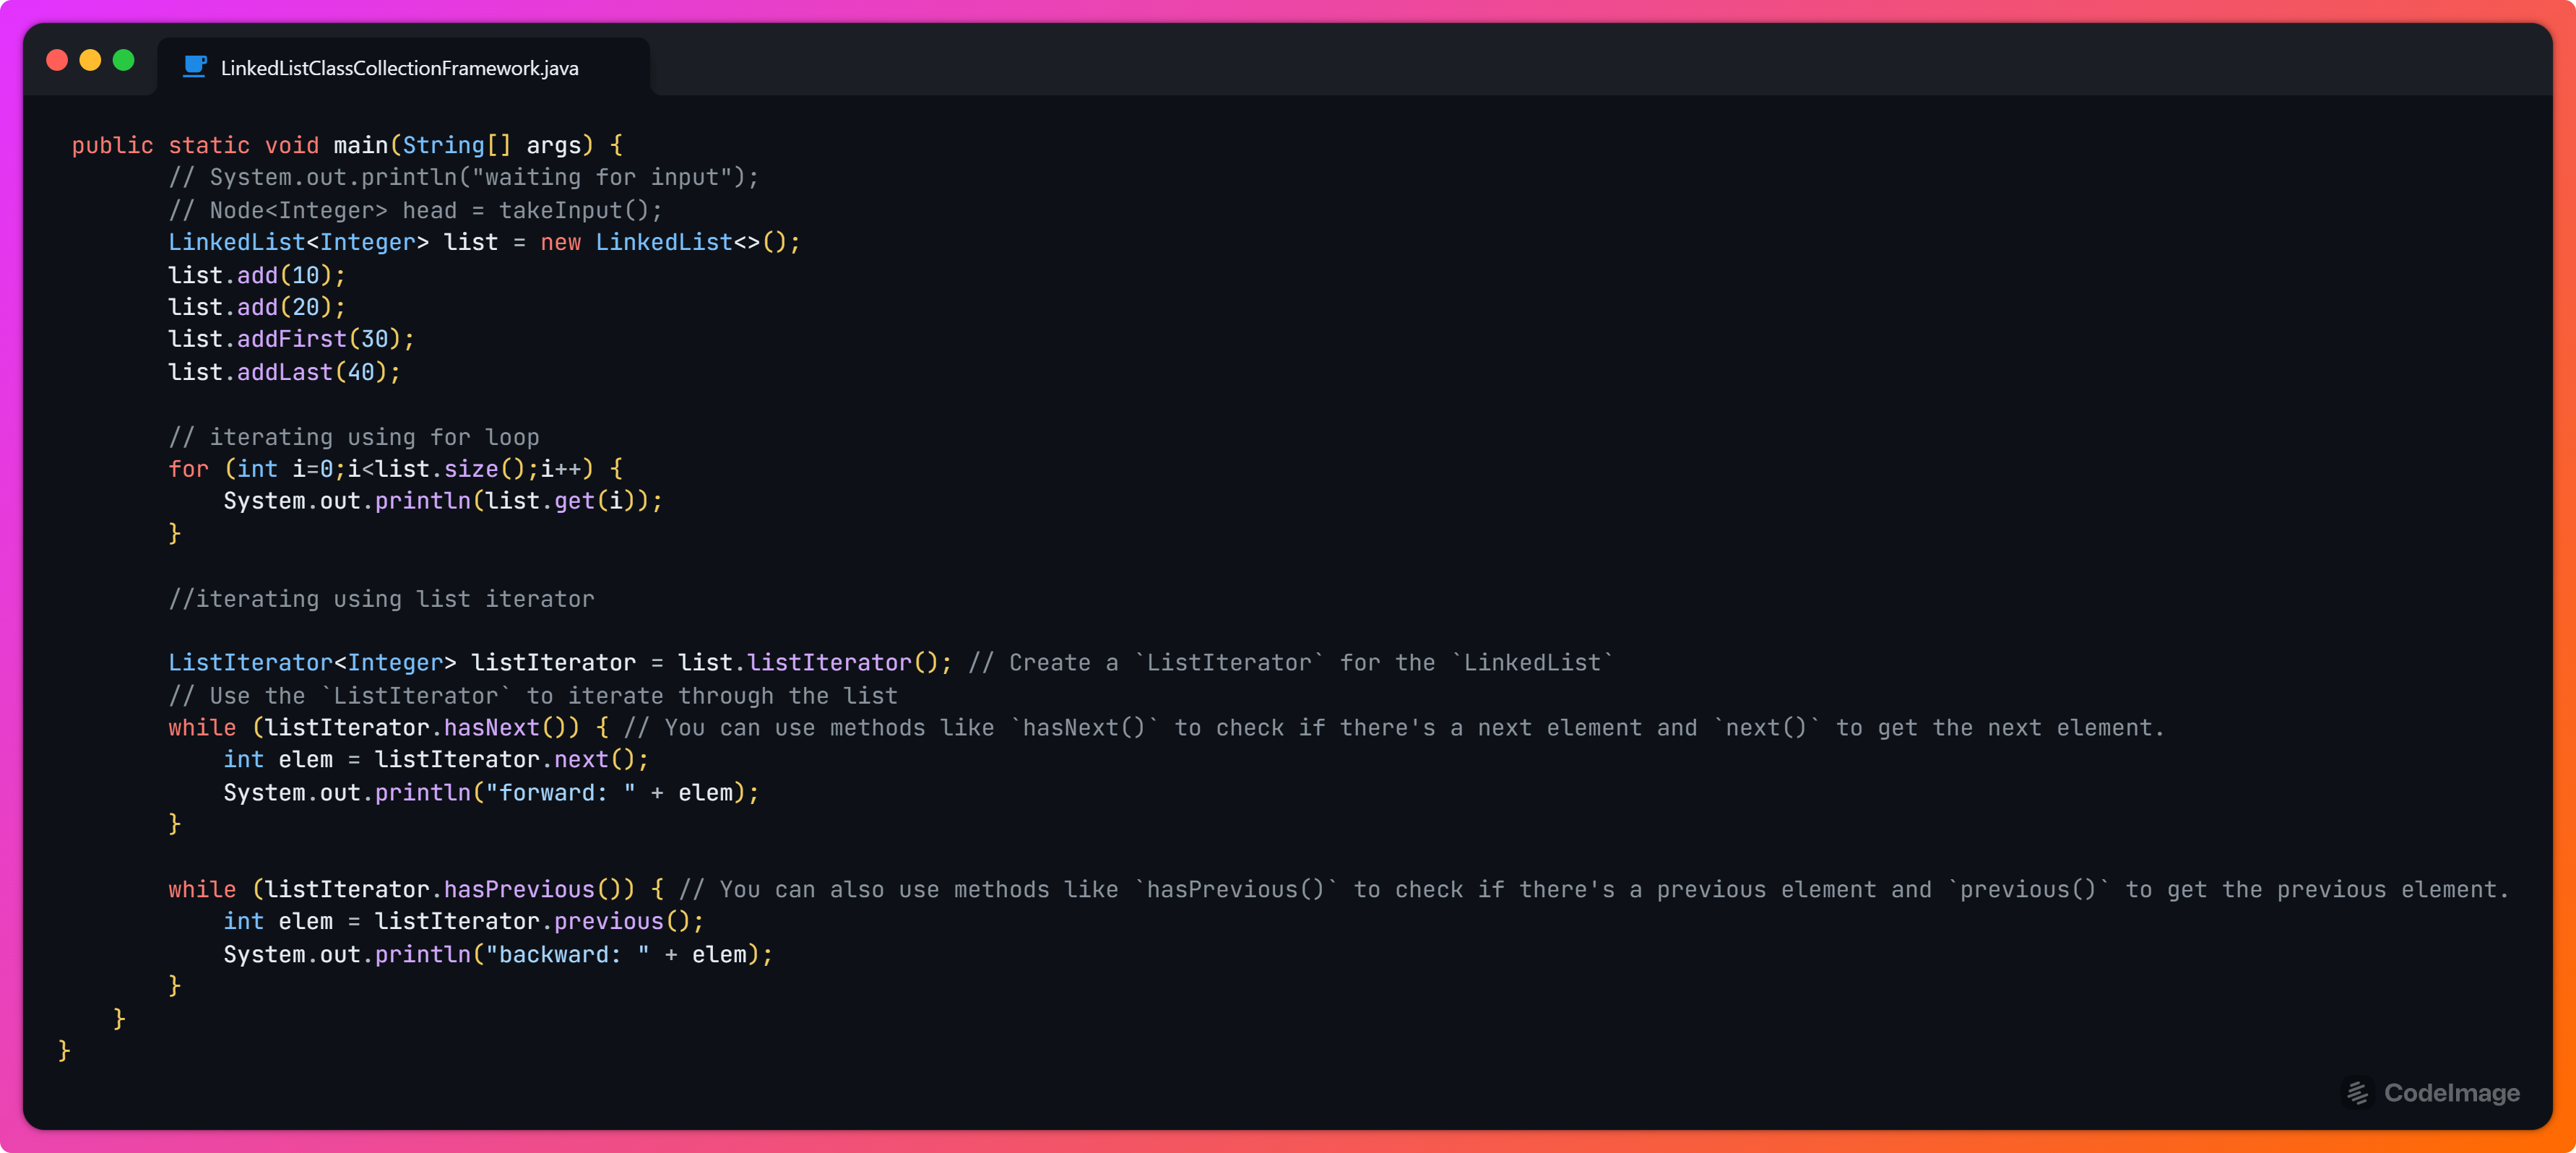 LinkedListClassCollectionFramework.java
public static void main(String[] args) {
// System.out.println("waiting for input");
// Node<Integer> head = takeInput();
LinkedList<Integer> list = new LinkedList<>();
list.add(10);
list.add(20);
list.addFirst(30);
list.addLast(40);
// iterating using for loop
for (int i=0;i<list.size();i++) {
System.out.println(list.get(i));
}
//iterating using list iterator
ListIterator<Integer> listIterator = list.listIterator(); // Create a `ListIterator` for the `LinkedList`
// Use the `ListIterator` to iterate through the list
while (listIterator.hasNext()) { // You can use methods like `hasNext()` to check if there's a next element and `next()` to get the next element.
int elem = listIterator.next();
System.out.println("forward: " + elem);
}
while (listIterator.hasPrevious()) { // You can also use methods like `hasPrevious()` to check if there's a previous element and `previous()` to get the previous element.
int elem = listIterator.previous();
System.out.println("backward: " + elem);
}
}
}
CodeImage